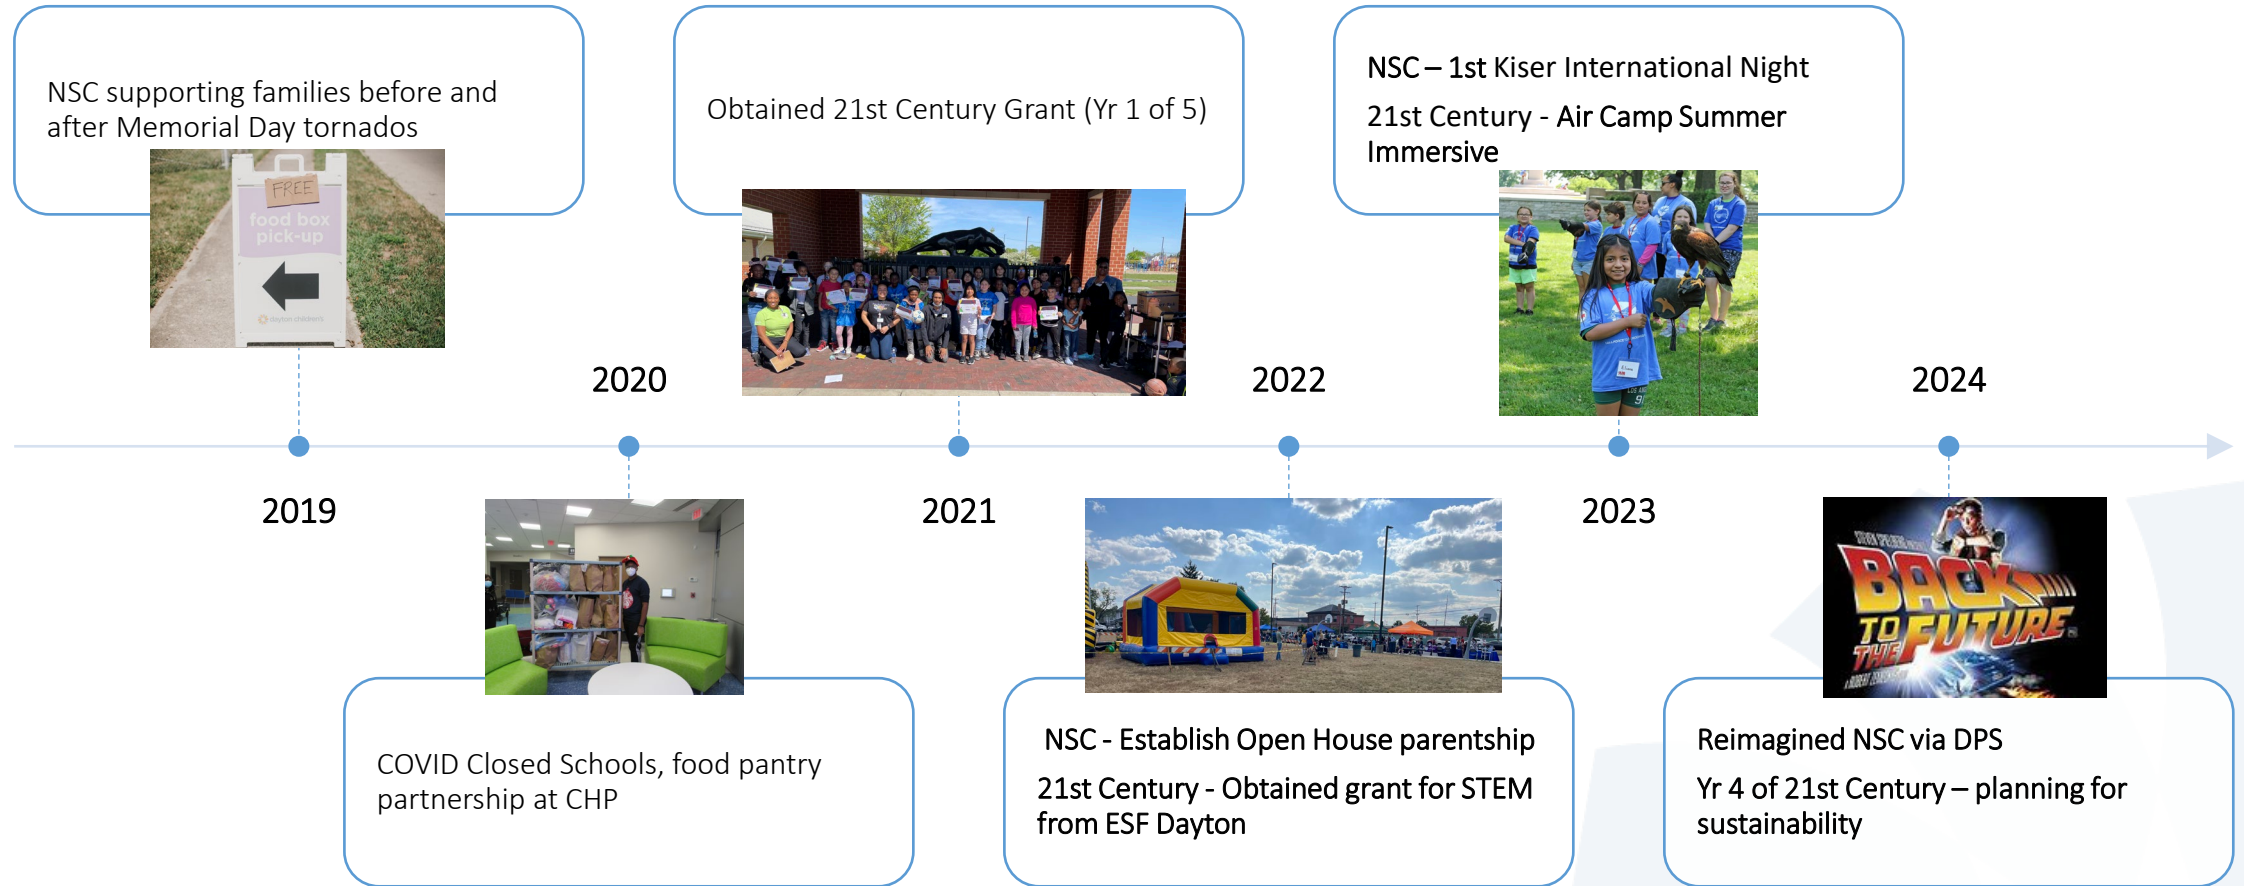 NSC supporting families before and
after Memorial Day tornados
FREE
food box
pick-up
dayton children's
2019
2020
COVID Closed Schools, food pantry
partnership at CHP
Obtained 21st Century Grant (Yr 1 of 5)
2021
2022
NSC - Establish Open House parentship
21st Century - Obtained grant for STEM
from ESF Dayton
NSC – 1st Kiser International Night
21st Century - Air Camp Summer
Immersive
2023
2024
STEVEN SPIELBERG
BACK
TO THE FUTURE
Reimagined NSC via DPS
Yr 4 of 21st Century – planning for
sustainability